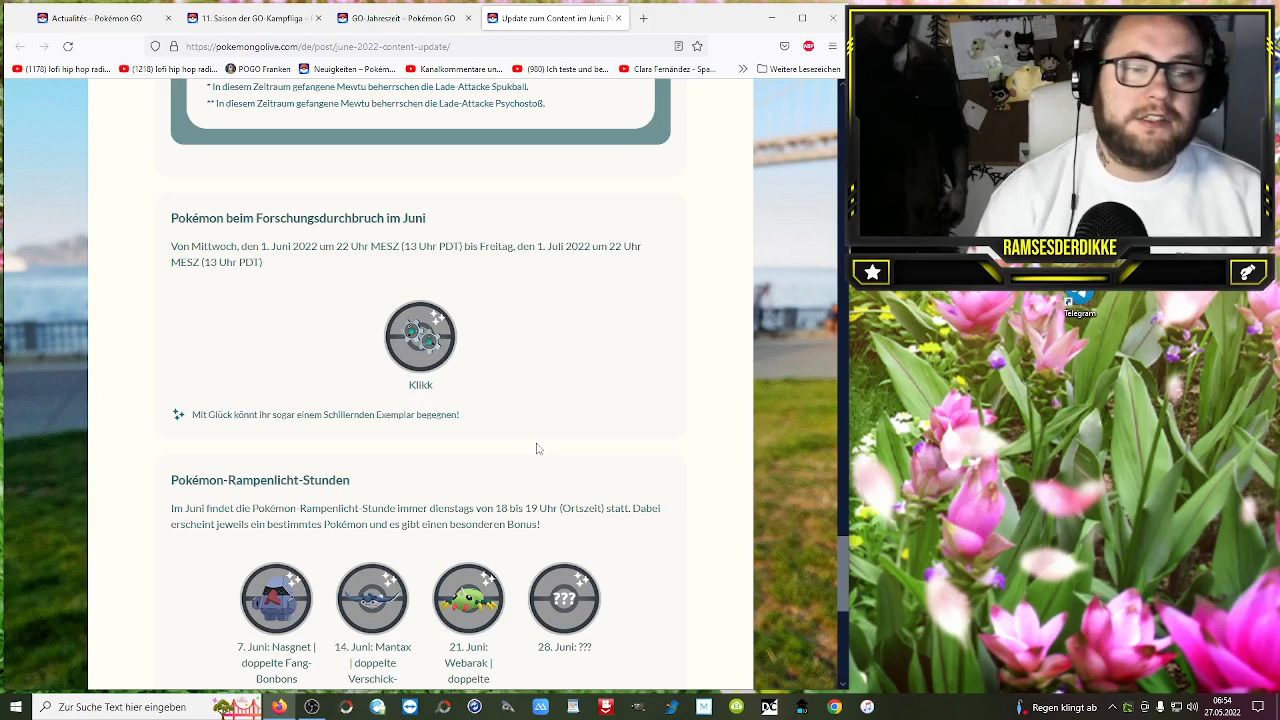 Aktualitäten – Pokémon GO
11. Saison der GO-Kampfliga –
GO-Jahreszeit – Pokémon GO
Update zum Content im Juni: P
https://pokemongolive.com/de/post/june-2022-content-update/
ABP
(1178) lofi hip hop radi...
(1218) lofi hip hop radi...
POGO Franken
Neuigkeiten – Pokém...
Kanalkommentare un...
(980) Ich teste und be...
Clara Fernández - Spa...
Weitere Lesezeichen
* In diesem Zeitraum gefangene Mewtu beherrschen die Lade-Attacke Spukball.
** In diesem Zeitraum gefangene Mewtu beherrschen die Lade-Attacke Psychostoß.
Pokémon beim Forschungsdurchbruch im Juni
Von Mittwoch, den 1. Juni 2022 um 22 Uhr MESZ (13 Uhr PDT) bis Freitag, den 1. Juli 2022 um 22 Uhr
MESZ (13 Uhr PDT)
Klikk
Mit Glück könnt ihr sogar einem Schillernden Exemplar begegnen!
Pokémon-Rampenlicht-Stunden
Im Juni findet die Pokémon-Rampenlicht-Stunde immer dienstags von 18 bis 19 Uhr (Ortszeit) statt. Dabei
erscheint jeweils ein bestimmtes Pokémon und es gibt einen besonderen Bonus!
???
7. Juni: Nasgnet |
doppelte Fang-
Bonbons
14. Juni: Mantax
| doppelte
Verschick-
21. Juni:
Webarak |
doppelte
28. Juni: ???
RAMSESDERDIKKE
Telegram
Zur Suche Text hier eingeben
Regen ab
06:54
27.05.2022